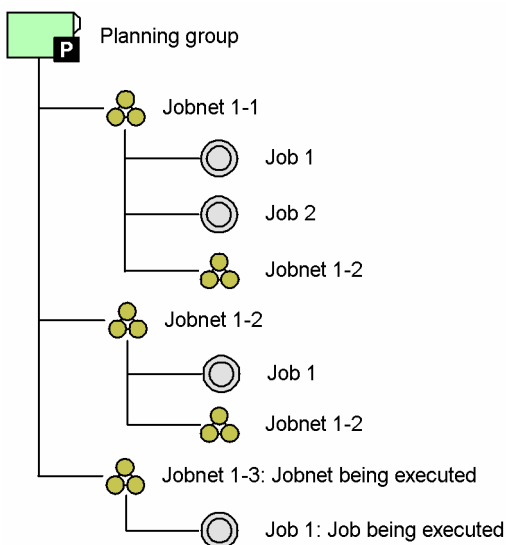 P
Planning group
Jobnet 1-1
Job 1
Job 2
Jobnet 1-2
Jobnet 1-2
Job 1
Jobnet 1-2
Jobnet 1-3: Jobnet being executed
Job 1: Job being executed